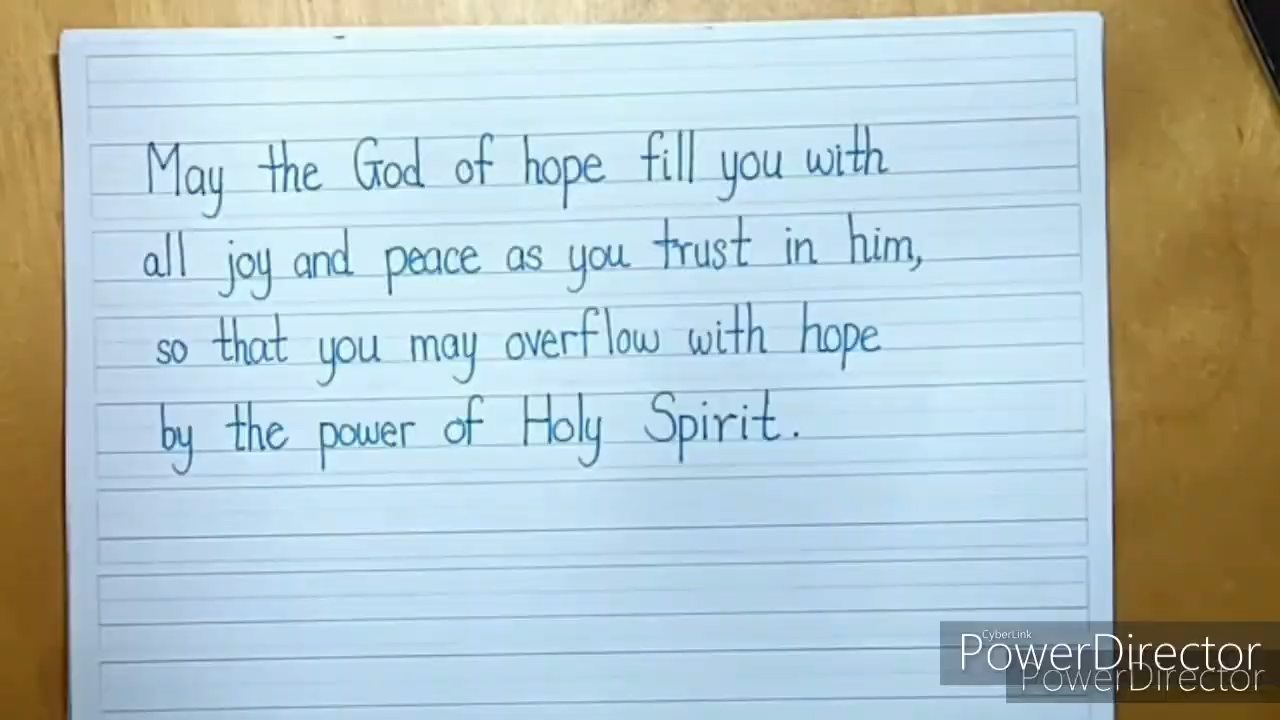 May the God of hope fill you with
all joy and peace as you trust in him,
so that you may overflow with hope
by the power of Holy Spirit.
CyberLink
PowerDirector
PowerDirector